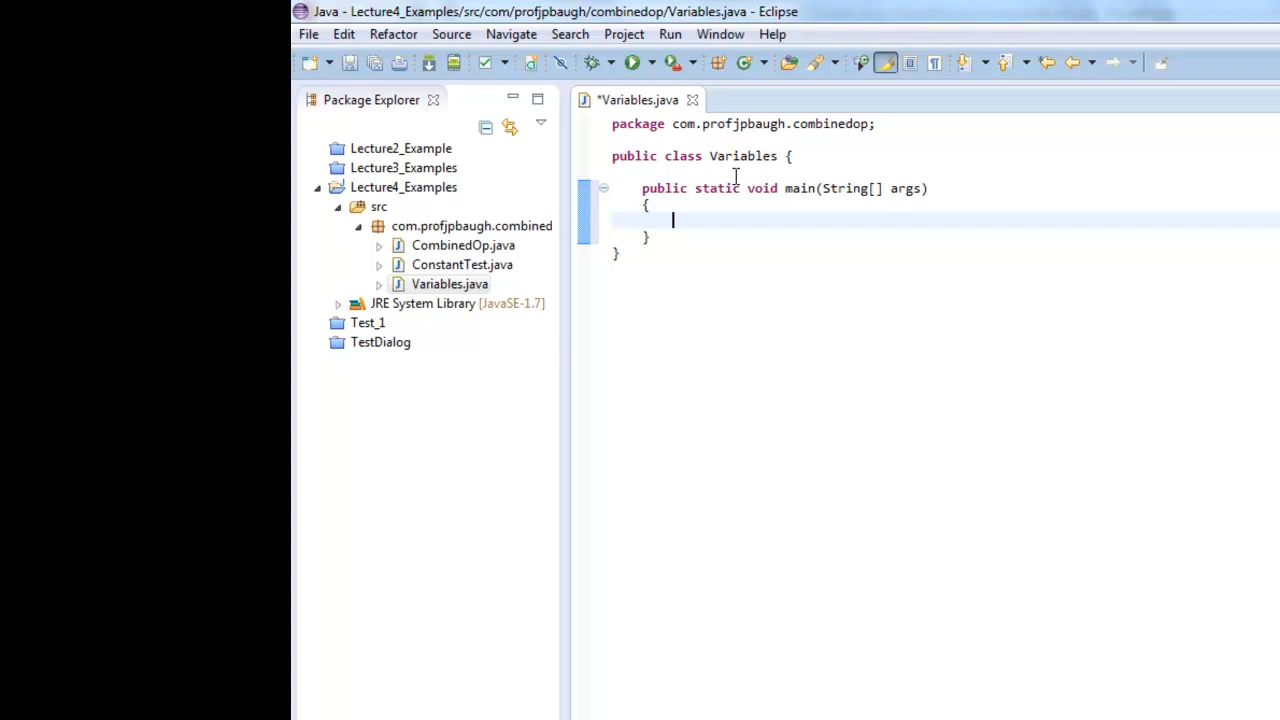 Java - Lecture4_Examples/src/com/profjpbaugh/combinedop/Variables.java - Eclipse
File Edit Refactor Source Navigate Search Project Run Window Help
Package Explorer
Lecture2_Example
Lecture3_Examples
Lecture4_Examples
src
com.profjpbaugh.combined
CombinedOp.java
ConstantTest.java
Variables.java
JRE System Library [JavaSE-1.7]
Test_1
TestDialog
*Variables.java
package com.profjpbaugh.combinedop;
public class Variables {
public static void main(String[] args)
{
}
}